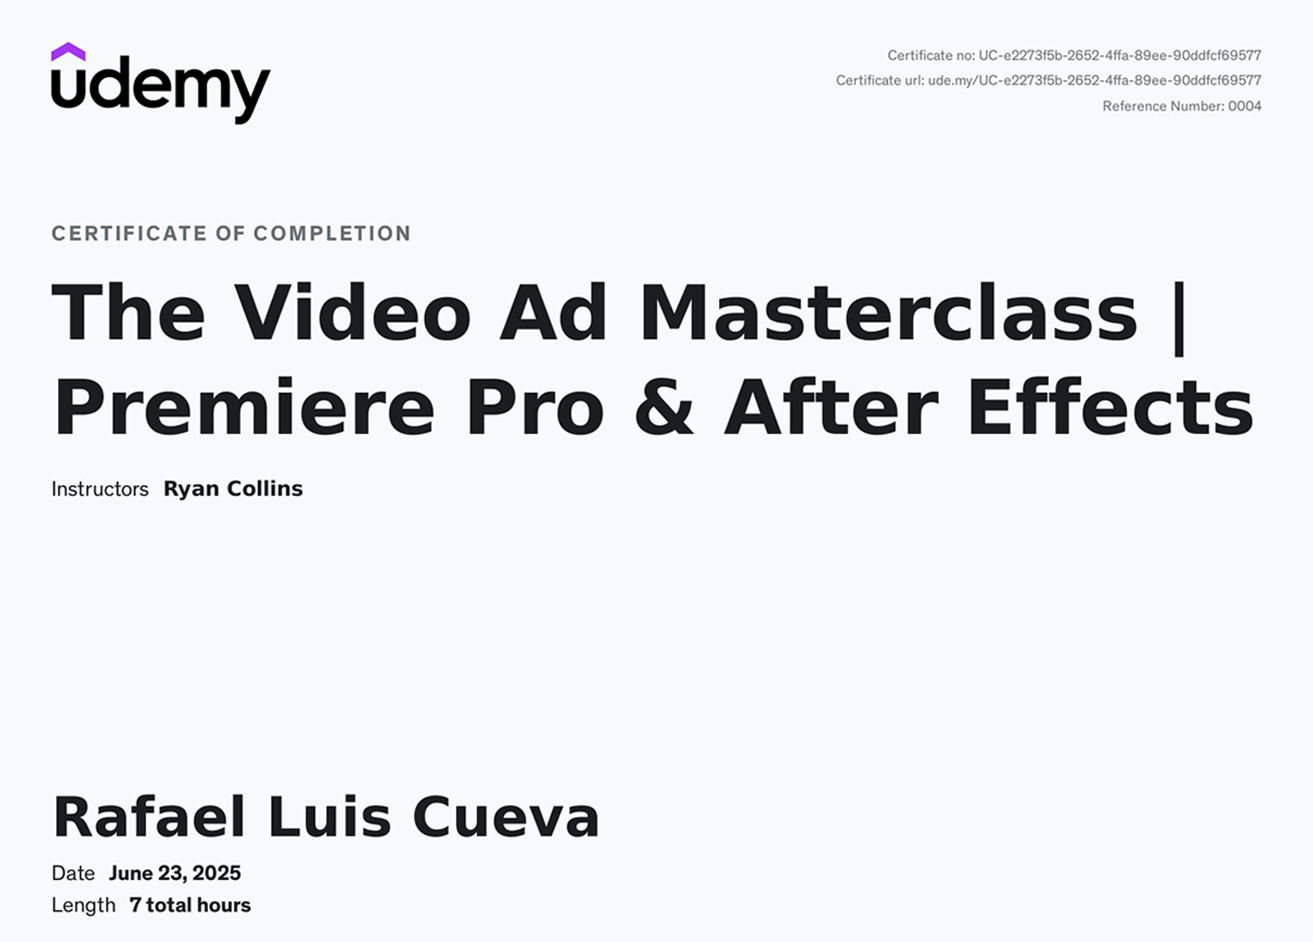 udemy
Certificate no: UC-e2273f5b-2652-4ffa-89ee-90ddfcf69577
Certificate url: ude.my/UC-e2273f5b-2652-4ffa-89ee-90ddfcf69577
Reference Number: 0004
CERTIFICATE OF COMPLETION
The Video Ad Masterclass |
Premiere Pro & After Effects
Instructors Ryan Collins
Rafael Luis Cueva
Date June 23, 2025
Length 7 total hours